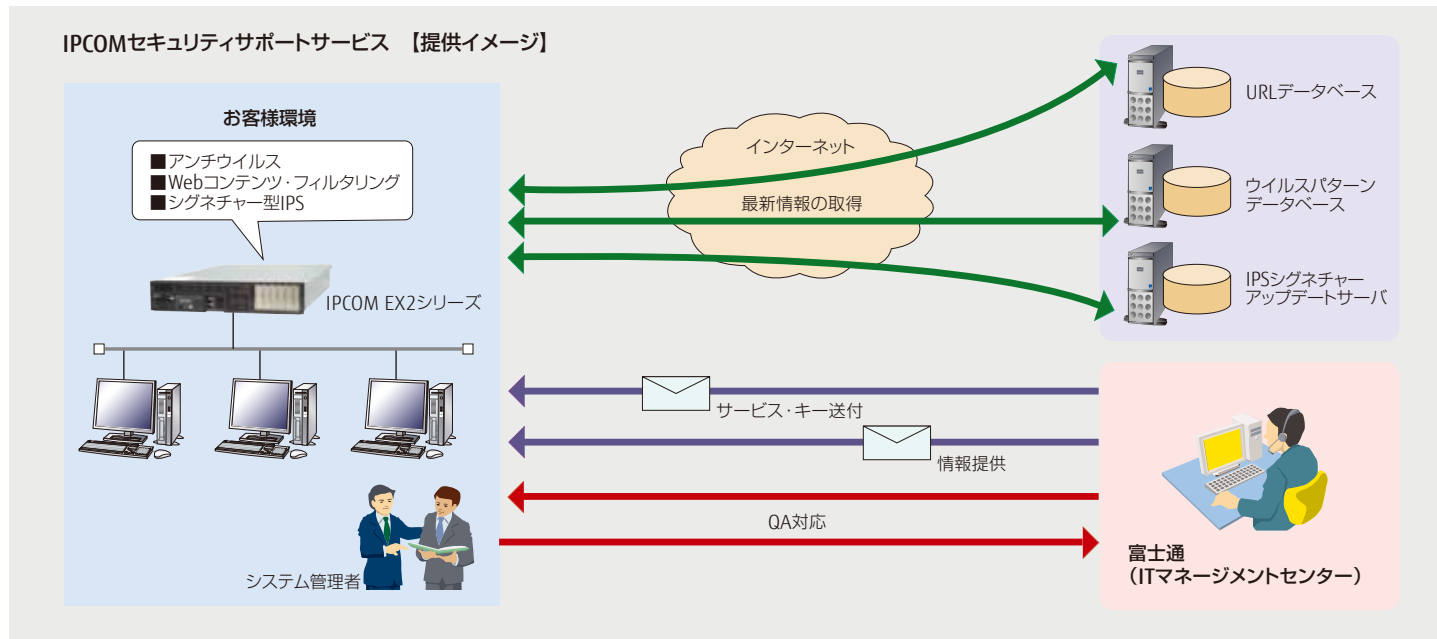 IPCOMセキュリティサポートサービス 【提供イメージ】
お客様環境
■アンチウイルス
■Webコンテンツ・フィルタリング
■シグネチャー型IPS
IPCOM EX2シリーズ
システム管理者
インターネット
最新情報の取得
サービス・キー送付
情報提供
QA対応
URLデータベース
ウイルスパターン
データベース
IPSシグネチャー
アップデートサーバ
富士通
（ITマネージメントセンター）